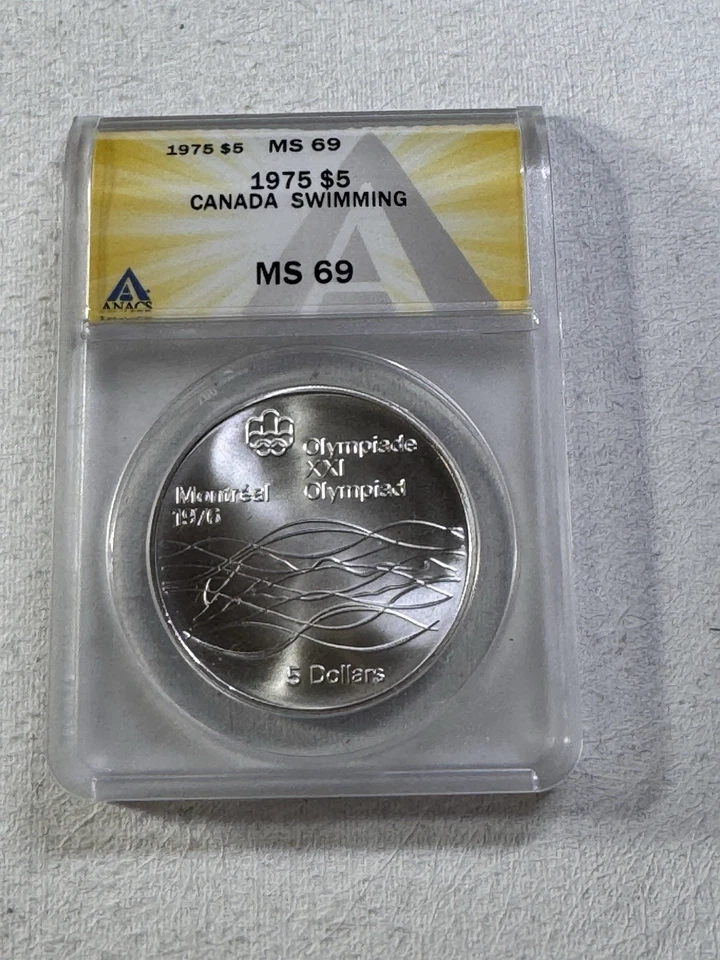 1975 $5 MS 69
1975 $5
CANADA SWIMMING
MS 69
ANACS
Olympiade
XXI
Montréal Olympiad
1976
5 Dollars